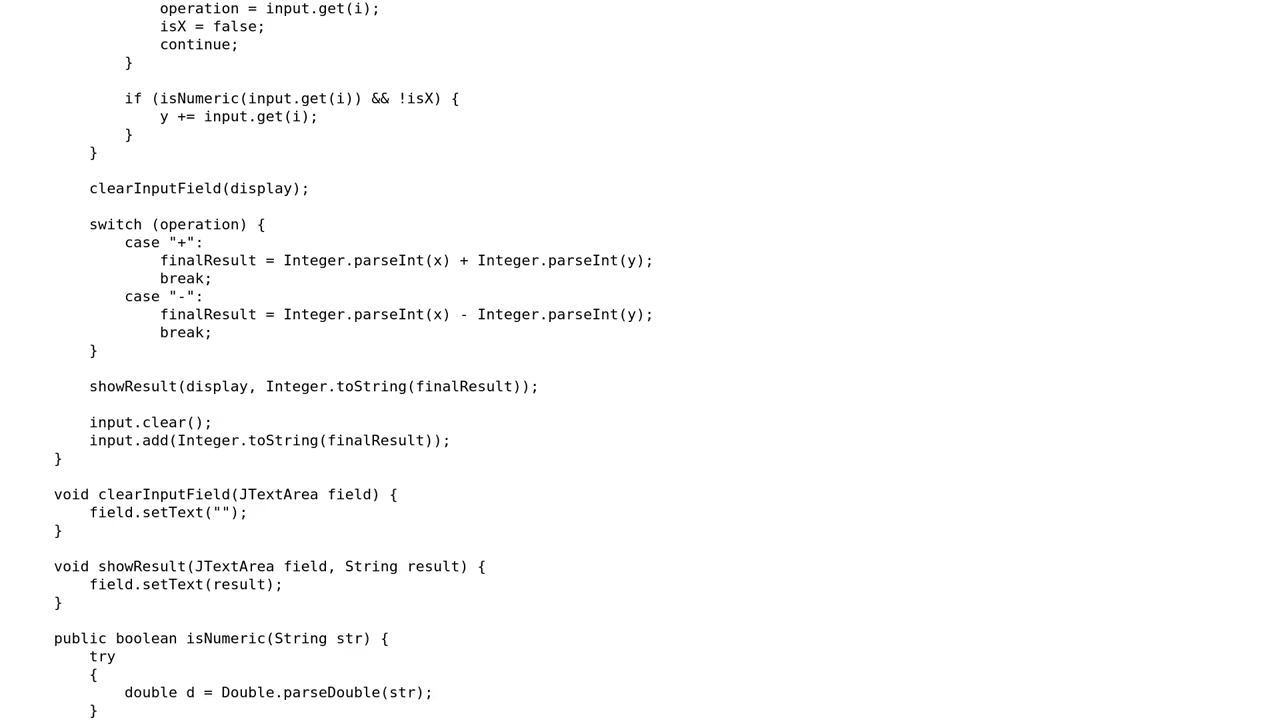 operation = input.get(i);
isX = false;
continue;
}
if (isNumeric(input.get(i)) && !isX) {
y += input.get(i);
}
}
clearInputField(display);
switch (operation) {
case "+":
finalResult = Integer.parseInt(x) + Integer.parseInt(y);
break;
case "-":
finalResult = Integer.parseInt(x) - Integer.parseInt(y);
break;
}
showResult(display, Integer.toString(finalResult));
input.clear();
input.add(Integer.toString(finalResult));
}
void clearInputField(JTextArea field) {
field.setText("");
}
void showResult(JTextArea field, String result) {
field.setText(result);
}
public boolean isNumeric(String str) {
try
{
double d = Double.parseDouble(str);
}